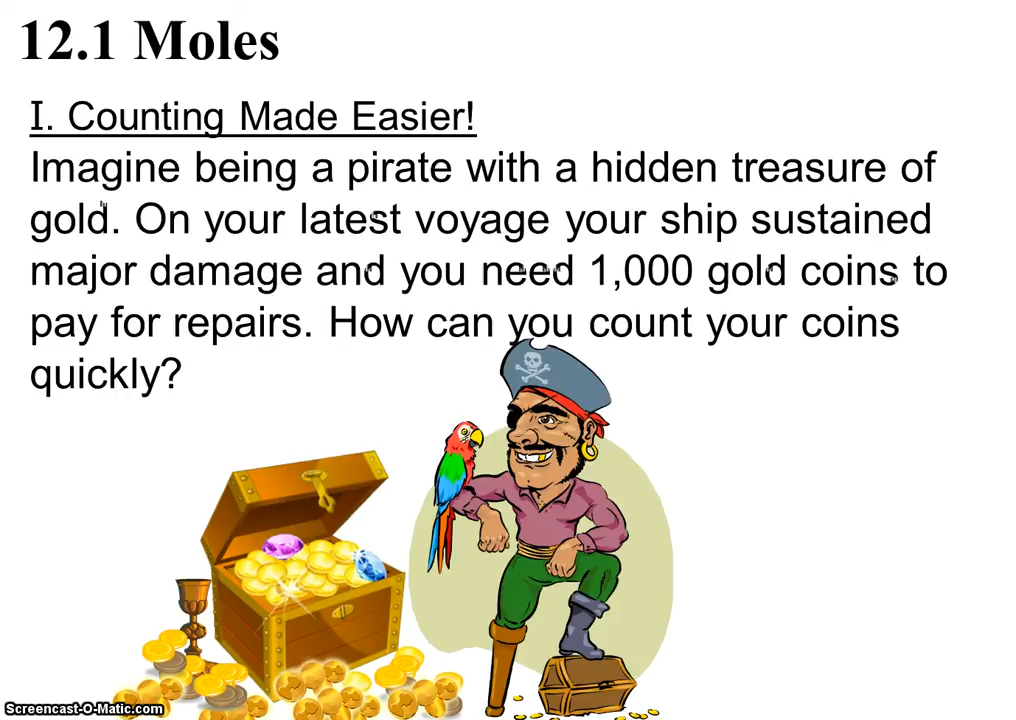 12.1 Moles
I. Counting Made Easier!
Imagine being a pirate with a hidden treasure of
gold. On your latest voyage your ship sustained
major damage and you need 1,000 gold coins to
pay for repairs. How can you count your coins
quickly?
Screencast-O-Matic.com